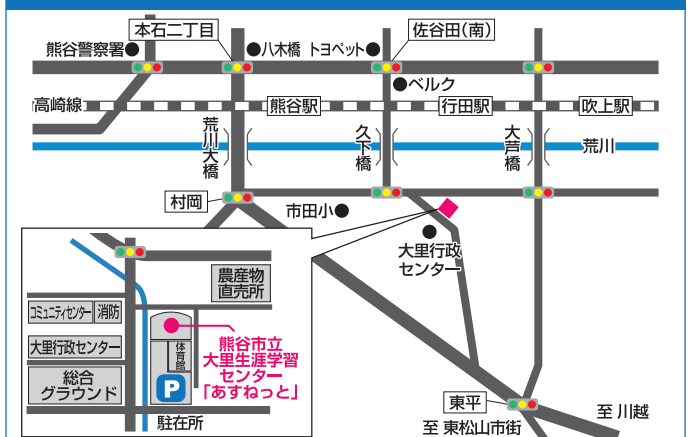 本石二丁目
佐谷田(南)
熊谷警察署
八木橋
トヨペット
ベルク
高崎線
熊谷駅
行田駅
吹上駅
荒川大橋
久下橋
大芦橋
荒川
村岡
市田小
大里行政
センター
農産物
直売所
コミュニティセンター
消防
大里行政センター
体育館
熊谷市立
大里生涯学習
センター
「あすねっと」
総合
グラウンド
P
駐在所
東平
至 川越
至 東松山市街